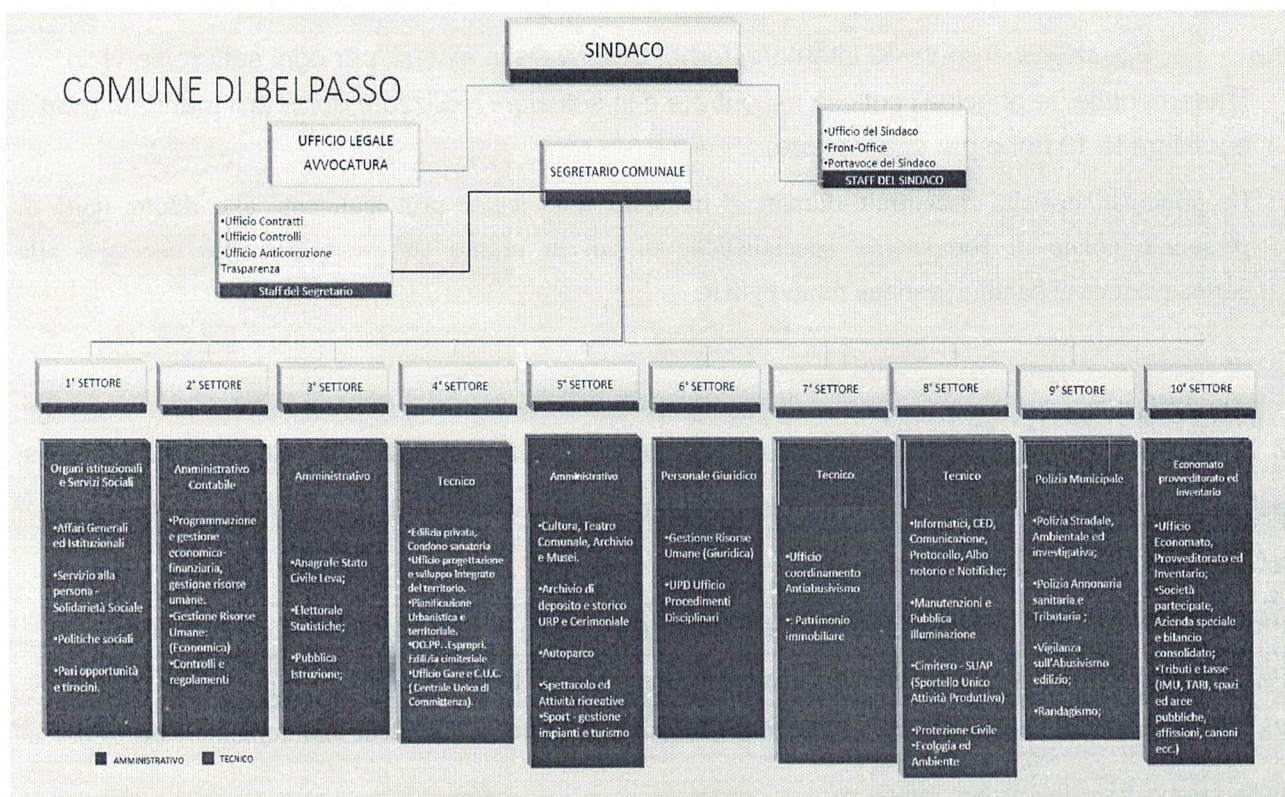 SINDACO
COMUNE DI BELPASSO
UFFICIO LEGALE
AVVOCATURA
•Ufficio del Sindaco
•Front-Office
•Portavoce del Sindaco
STAFF DEL SINDACO
SEGRETARIO COMUNALE
•Ufficio Contratti
•Ufficio Controlli
•Ufficio Anticorruzione
Trasparenza
Staff del Segretario
1° SETTORE
2° SETTORE
3° SETTORE
4° SETTORE
5° SETTORE
6° SETTORE
7° SETTORE
8° SETTORE
9° SETTORE
10° SETTORE
Organi istituzionali
e Servizi Sociali
•Affari Generali
ed Istituzionali
•Servizio alla
persona -
Solidarietà Sociale
•Politiche sociali
•Pari opportunità
e tirocini.
Amministrativo
Contabile
•Programmazione
e gestione
economica-
finanziaria,
gestione risorse
umane.
•Gestione Risorse
Umane:
(Economica)
•Controlli e
regolamenti
Amministrativo
•Anagrafe Stato
Civile Leva;
•Elettorale
Statistiche;
•Pubblica
Istruzione;
Tecnico
•Edilizia privata,
Condono sanatoria
•Ufficio progettazione
e sviluppo Integrato
del territorio.
•Pianificazione
Urbanistica e
territoriale.
•OO.PP..Espropri.
Edilizia cimiteriale
•Ufficio Gare e C.U.C.
( Centrale Unica di
Committenza).
Amministrativo
•Cultura, Teatro
Comunale, Archivio
e Musei.
•Archivio di
deposito e storico
URP e Cerimoniale
•Autoparco
•Spettacolo ed
Attività ricreative
•Sport - gestione
impianti e turismo
Personale Giuridico
•Gestione Risorse
Umane (Giuridica)
•UPD Ufficio
Procedimenti
Disciplinari
Tecnico
•Ufficio
coordinamento
Antiabusivismo
•: Patrimonio
immobiliare
Tecnico
•Informatici, CED,
Comunicazione,
Protocollo, Albo
notorio e Notifiche;
•Manutenzioni e
Pubblica
Illuminazione
•Cimitero - SUAP
(Sportello Unico
Attività Produttiva)
•Protezione Civile
•Ecologia ed
Ambiente
Polizia Municipale
•Polizia Stradale,
Ambientale ed
investigativa;
•Polizia Annonaria
sanitaria e
Tributaria ;
•Vigilanza
sull'Abusivismo
edilizio;
•Randagismo;
Economato
provveditorato ed
inventario
•Ufficio
Economato,
Provveditorato ed
Inventario;
•Società
partecipate,
Azienda speciale
e bilancio
consolidato;
•Tributi e tasse
(IMU, TARI, spazi
ed aree
pubbliche,
affissioni, canoni
ecc.)
AMMINISTRATIVO
TECNICO